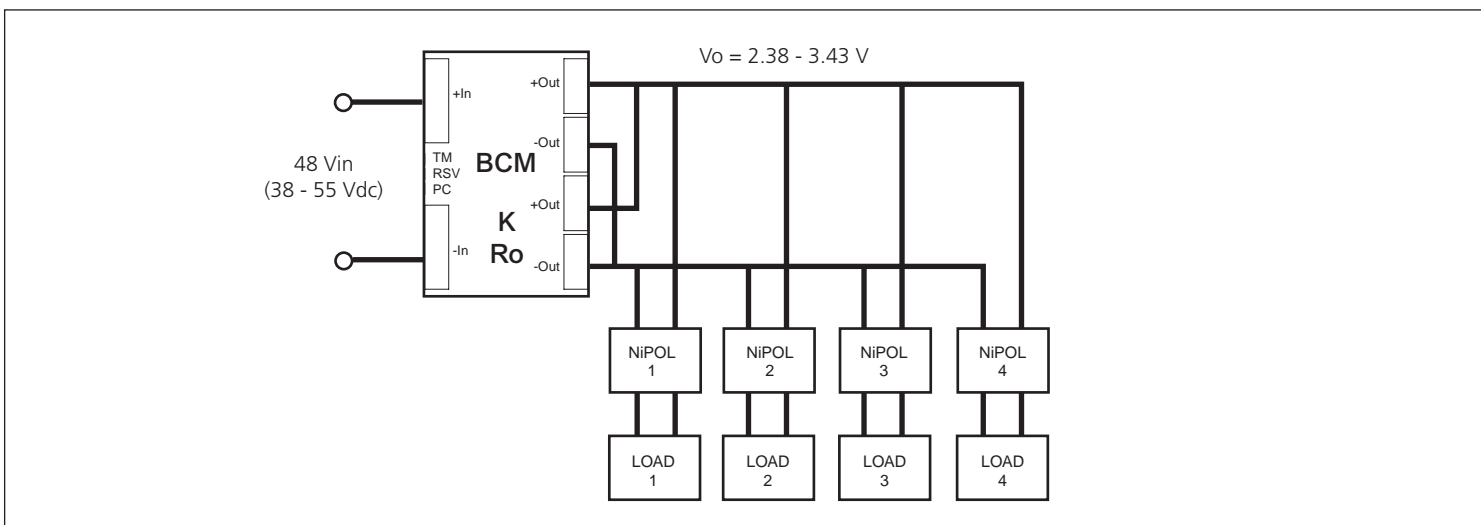 Vo = 2.38 - 3.43 V
48 Vin
(38 - 55 Vdc)
+In
TM
RSV
PC
-In
BCM
K
Ro
+Out
-Out
+Out
-Out
NiPOL
1
NiPOL
2
NiPOL
3
NiPOL
4
LOAD
1
LOAD
2
LOAD
3
LOAD
4